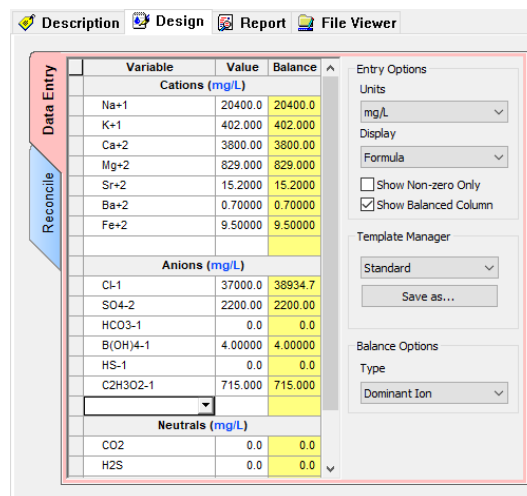 Description Design Report File Viewer
Data Entry
Reconcile
Variable Value Balance
Cations (mg/L)
Na+1 20400.0 20400.0
K+1 402.000 402.000
Ca+2 3800.00 3800.00
Mg+2 829.000 829.000
Sr+2 15.2000 15.2000
Ba+2 0.70000 0.70000
Fe+2 9.50000 9.50000
Anions (mg/L)
Cl-1 37000.0 38934.7
SO4-2 2200.00 2200.00
HCO3-1 0.0 0.0
B(OH)4-1 4.00000 4.00000
HS-1 0.0 0.0
C2H3O2-1 715.000 715.000
Neutrals (mg/L)
CO2 0.0 0.0
H2S 0.0 0.0
Entry Options
Units
mg/L
Display
Formula
Show Non-zero Only
Show Balanced Column
Template Manager
Standard
Save as...
Balance Options
Type
Dominant Ion